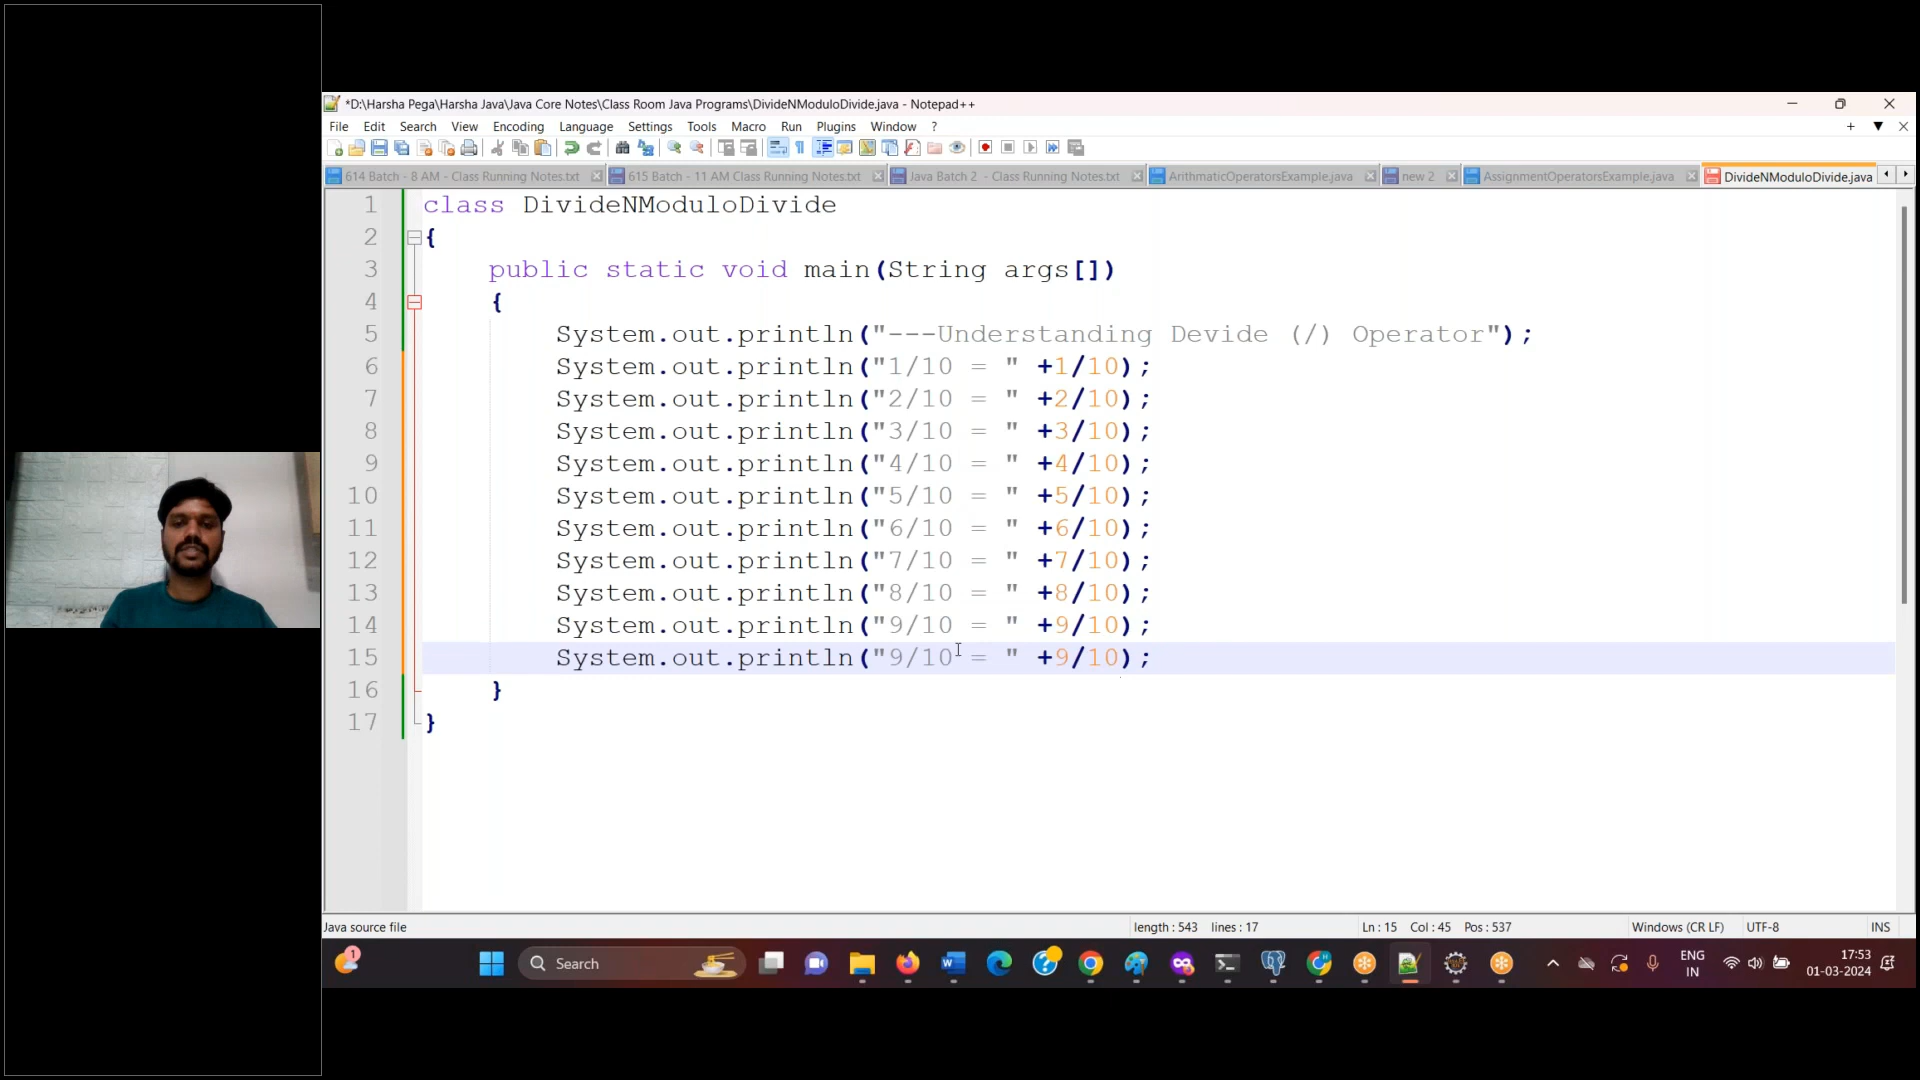 *D:\Harsha Pega\Harsha Java\Java Core Notes\Class Room Java Programs\DivideNModuloDivide.java - Notepad++
File Edit Search View Encoding Language Settings Tools Macro Run Plugins Window ?
614 Batch - 8 AM - Class Running Notes.txt 615 Batch - 11 AM Class Running Notes.txt Java Batch 2 - Class Running Notes.txt ArithmaticOperatorsExample.java new 2 AssignmentOperatorsExample.java DivideNModuloDivide.java
1 class DivideNModuloDivide
2 {
3 public static void main(String args[])
4 {
5 System.out.println("---Understanding Devide (/) Operator");
6 System.out.println("1/10 = " +1/10);
7 System.out.println("2/10 = " +2/10);
8 System.out.println("3/10 = " +3/10);
9 System.out.println("4/10 = " +4/10);
10 System.out.println("5/10 = " +5/10);
11 System.out.println("6/10 = " +6/10);
12 System.out.println("7/10 = " +7/10);
13 System.out.println("8/10 = " +8/10);
14 System.out.println("9/10 = " +9/10);
15 System.out.println("9/10 = " +9/10);
16 }
17 }
Java source file length : 543 lines : 17 Ln : 15 Col : 45 Pos : 537 Windows (CR LF) UTF-8 INS
1 Search ENG 17:53
IN 01-03-2024